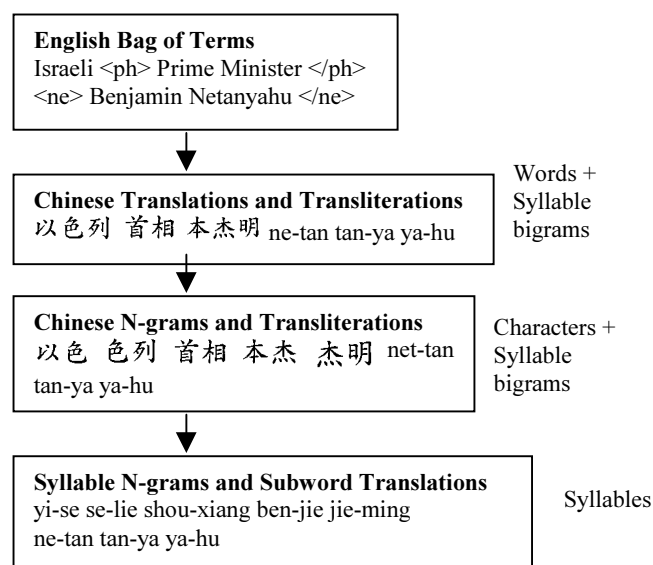 English Bag of Terms
Israeli <ph> Prime Minister </ph>
<ne> Benjamin Netanyahu </ne>
Words +
Syllable
bigrams
Chinese Translations and Transliterations
以色列 首相 本杰明 ne-tan tan-ya ya-hu
Chinese N-grams and Transliterations
以色 色列 首相 本杰 杰明 net-tan
tan-ya ya-hu
Characters +
Syllable
bigrams
Syllable N-grams and Subword Translations
yi-se se-lie shou-xiang ben-jie jie-ming
ne-tan tan-ya ya-hu
Syllables